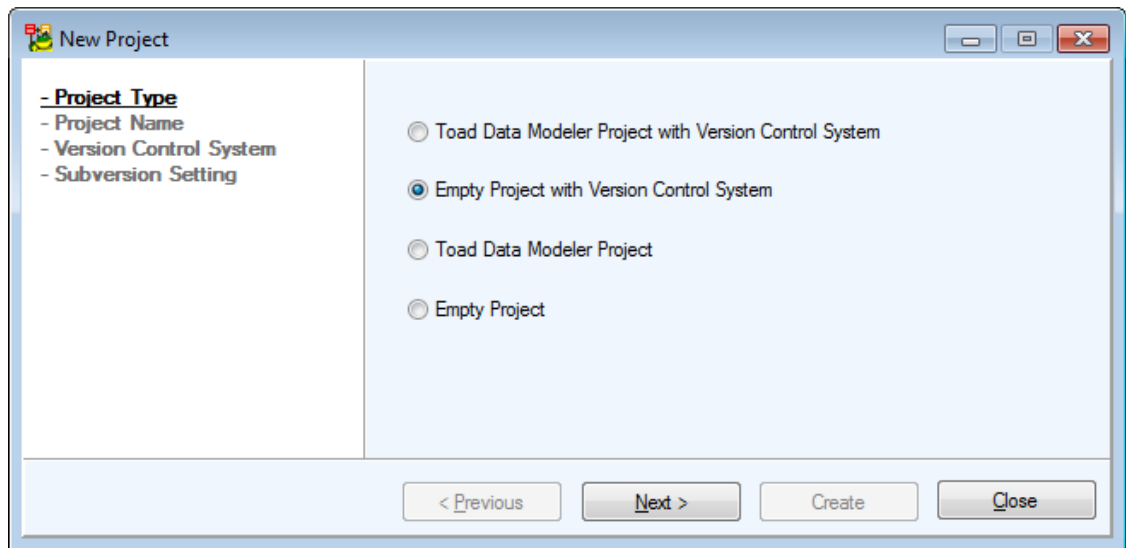 New Project
- Project Type
- Project Name
- Version Control System
- Subversion Setting
Toad Data Modeler Project with Version Control System
Empty Project with Version Control System
Toad Data Modeler Project
Empty Project
< Previous
Next >
Create
Close